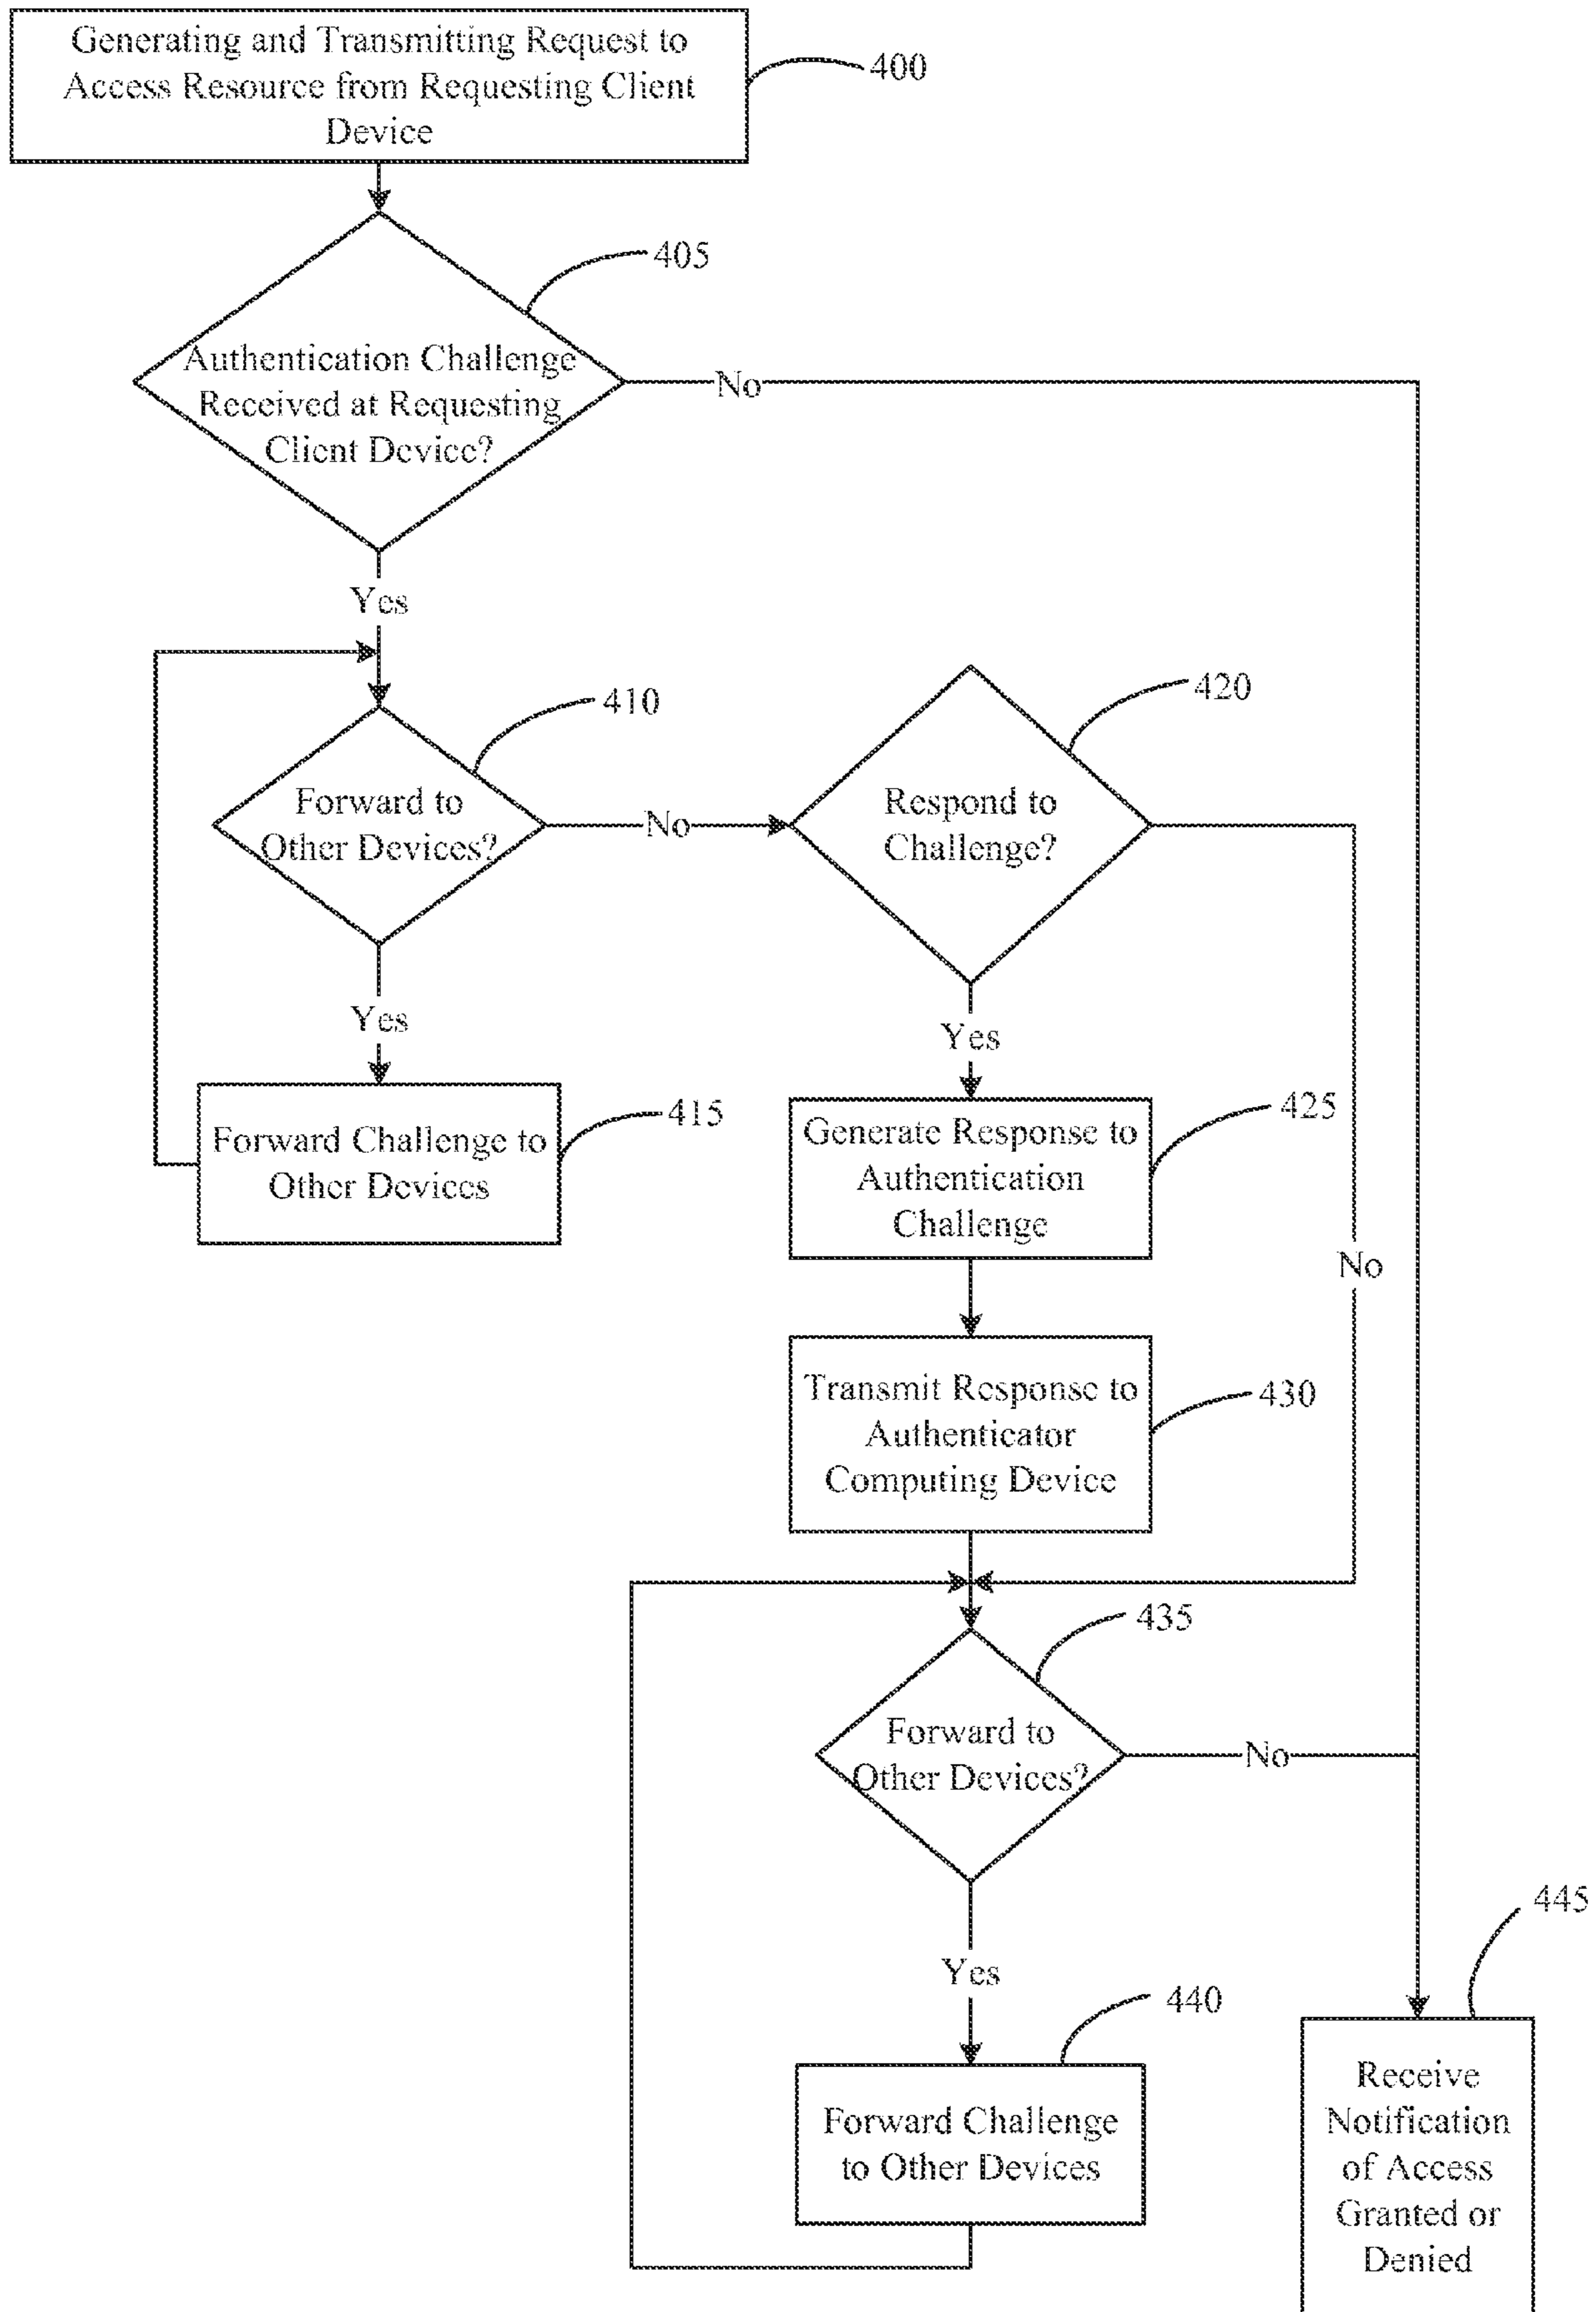 Generating and Transmitting Request to
Access Resource from Requesting Client
Device
400
405
Authentication Challenge
Received at Requesting
Client Device?
No
Yes
410
420
Forward to
Other Devices?
No
Respond to
Challenge?
Yes
Yes
Forward Challenge to
Other Devices
415
Generate Response to
Authentication
Challenge
425
No
Transmit Response to
Authenticator
Computing Device
430
435
Forward to
Other Devices?
No
Yes
440
445
Forward Challenge
to Other Devices
Receive
Notification
of Access
Granted or
Denied